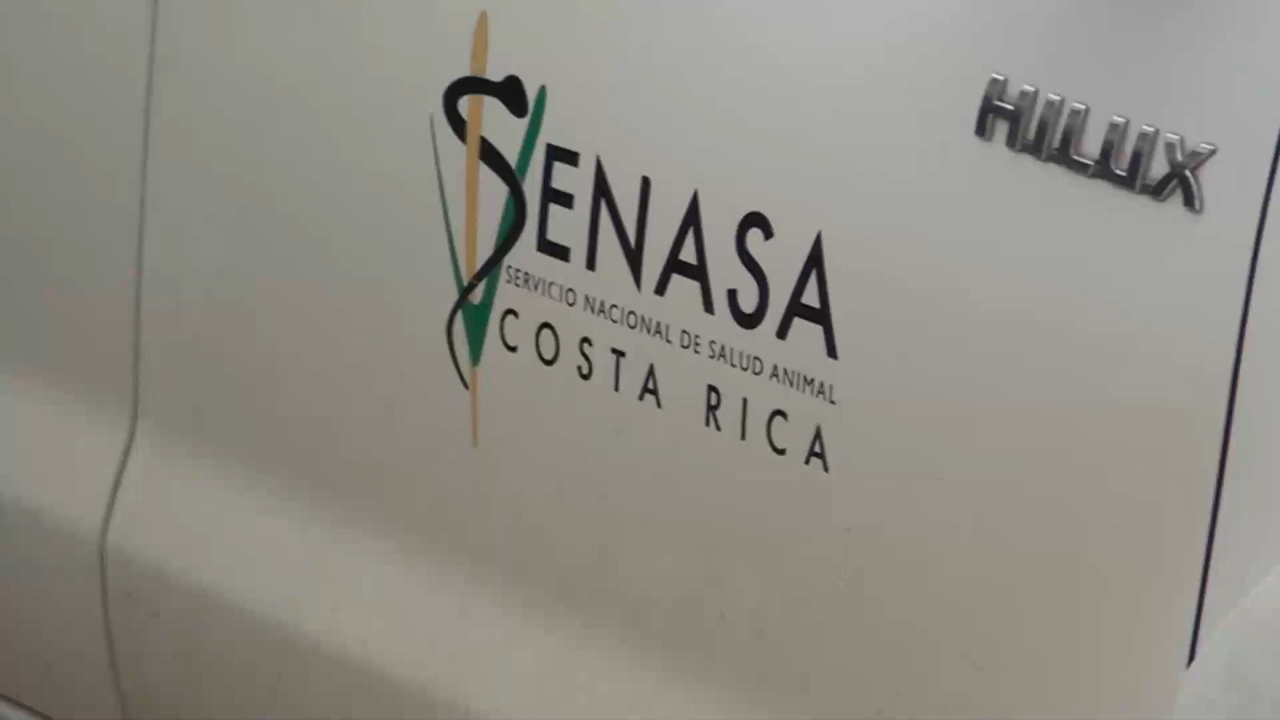 SENASA
SERVICIO NACIONAL DE SALUD ANIMAL
COSTA RICA
HILUX